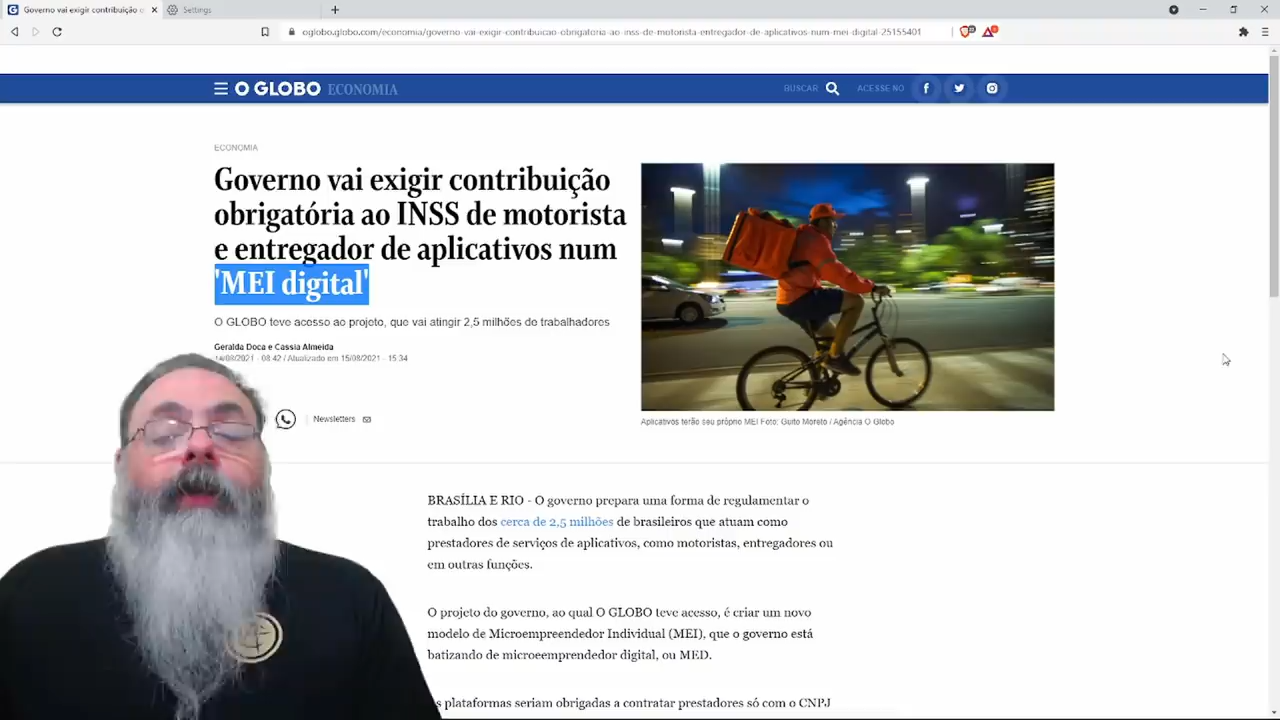 Governo vai exigir contribuição o
Settings
oglobo.globo.com/economia/governo-vai-exigir-contribuicao-obrigatoria-ao-inss-de-motorista-entregador-de-aplicativos-num-mei-digital-25155401
O GLOBO ECONOMIA
BUSCAR
ACESSE NO
ECONOMIA
Governo vai exigir contribuição
obrigatória ao INSS de motorista
e entregador de aplicativos num
'MEI digital'
O GLOBO teve acesso ao projeto, que vai atingir 2,5 milhões de trabalhadores
Geralda Doca e Cassia Almeida
14/08/2021 - 08:42 / Atualizado em 15/08/2021 - 15:34
Newsletters
Aplicativos terão seu próprio MEI Foto: Guito Moreto / Agência O Globo
BRASÍLIA E RIO - O governo prepara uma forma de regulamentar o
trabalho dos cerca de 2,5 milhões de brasileiros que atuam como
prestadores de serviços de aplicativos, como motoristas, entregadores ou
em outras funções.
O projeto do governo, ao qual O GLOBO teve acesso, é criar um novo
modelo de Microempreendedor Individual (MEI), que o governo está
batizando de microeemprendedor digital, ou MED.
plataformas seriam obrigadas a contratar prestadores só com o CNPJ